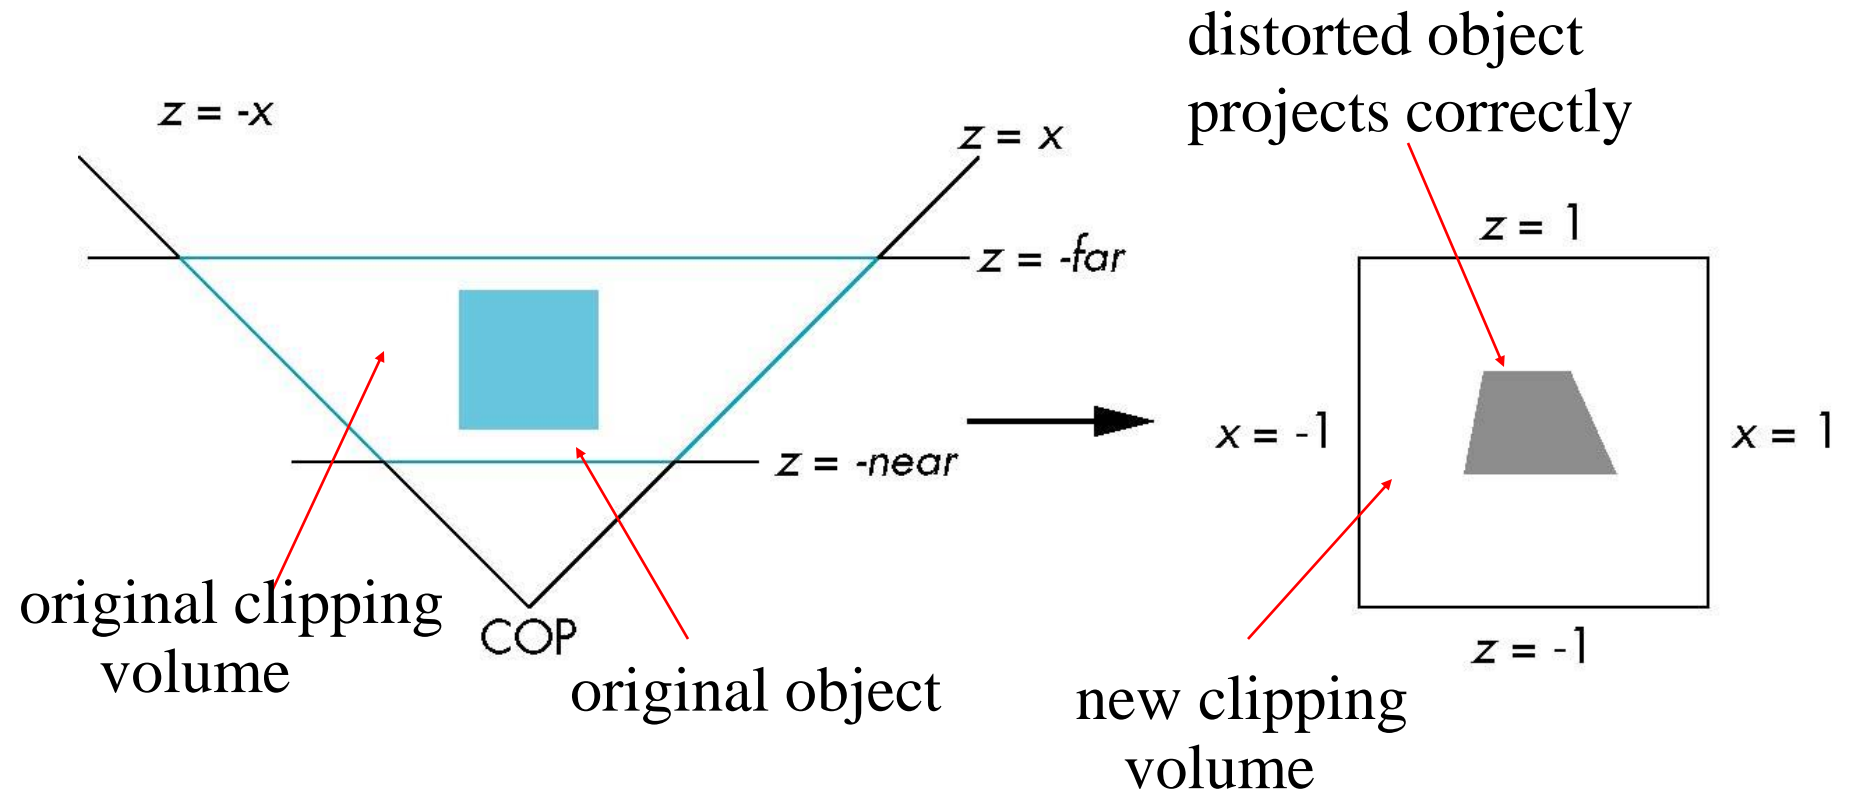 distorted object
projects correctly
z = -x
z = x
z = 1
z = -far
x = -1
x = 1
z = -near
original clipping
volume
COP
z = -1
original object
new clipping
volume